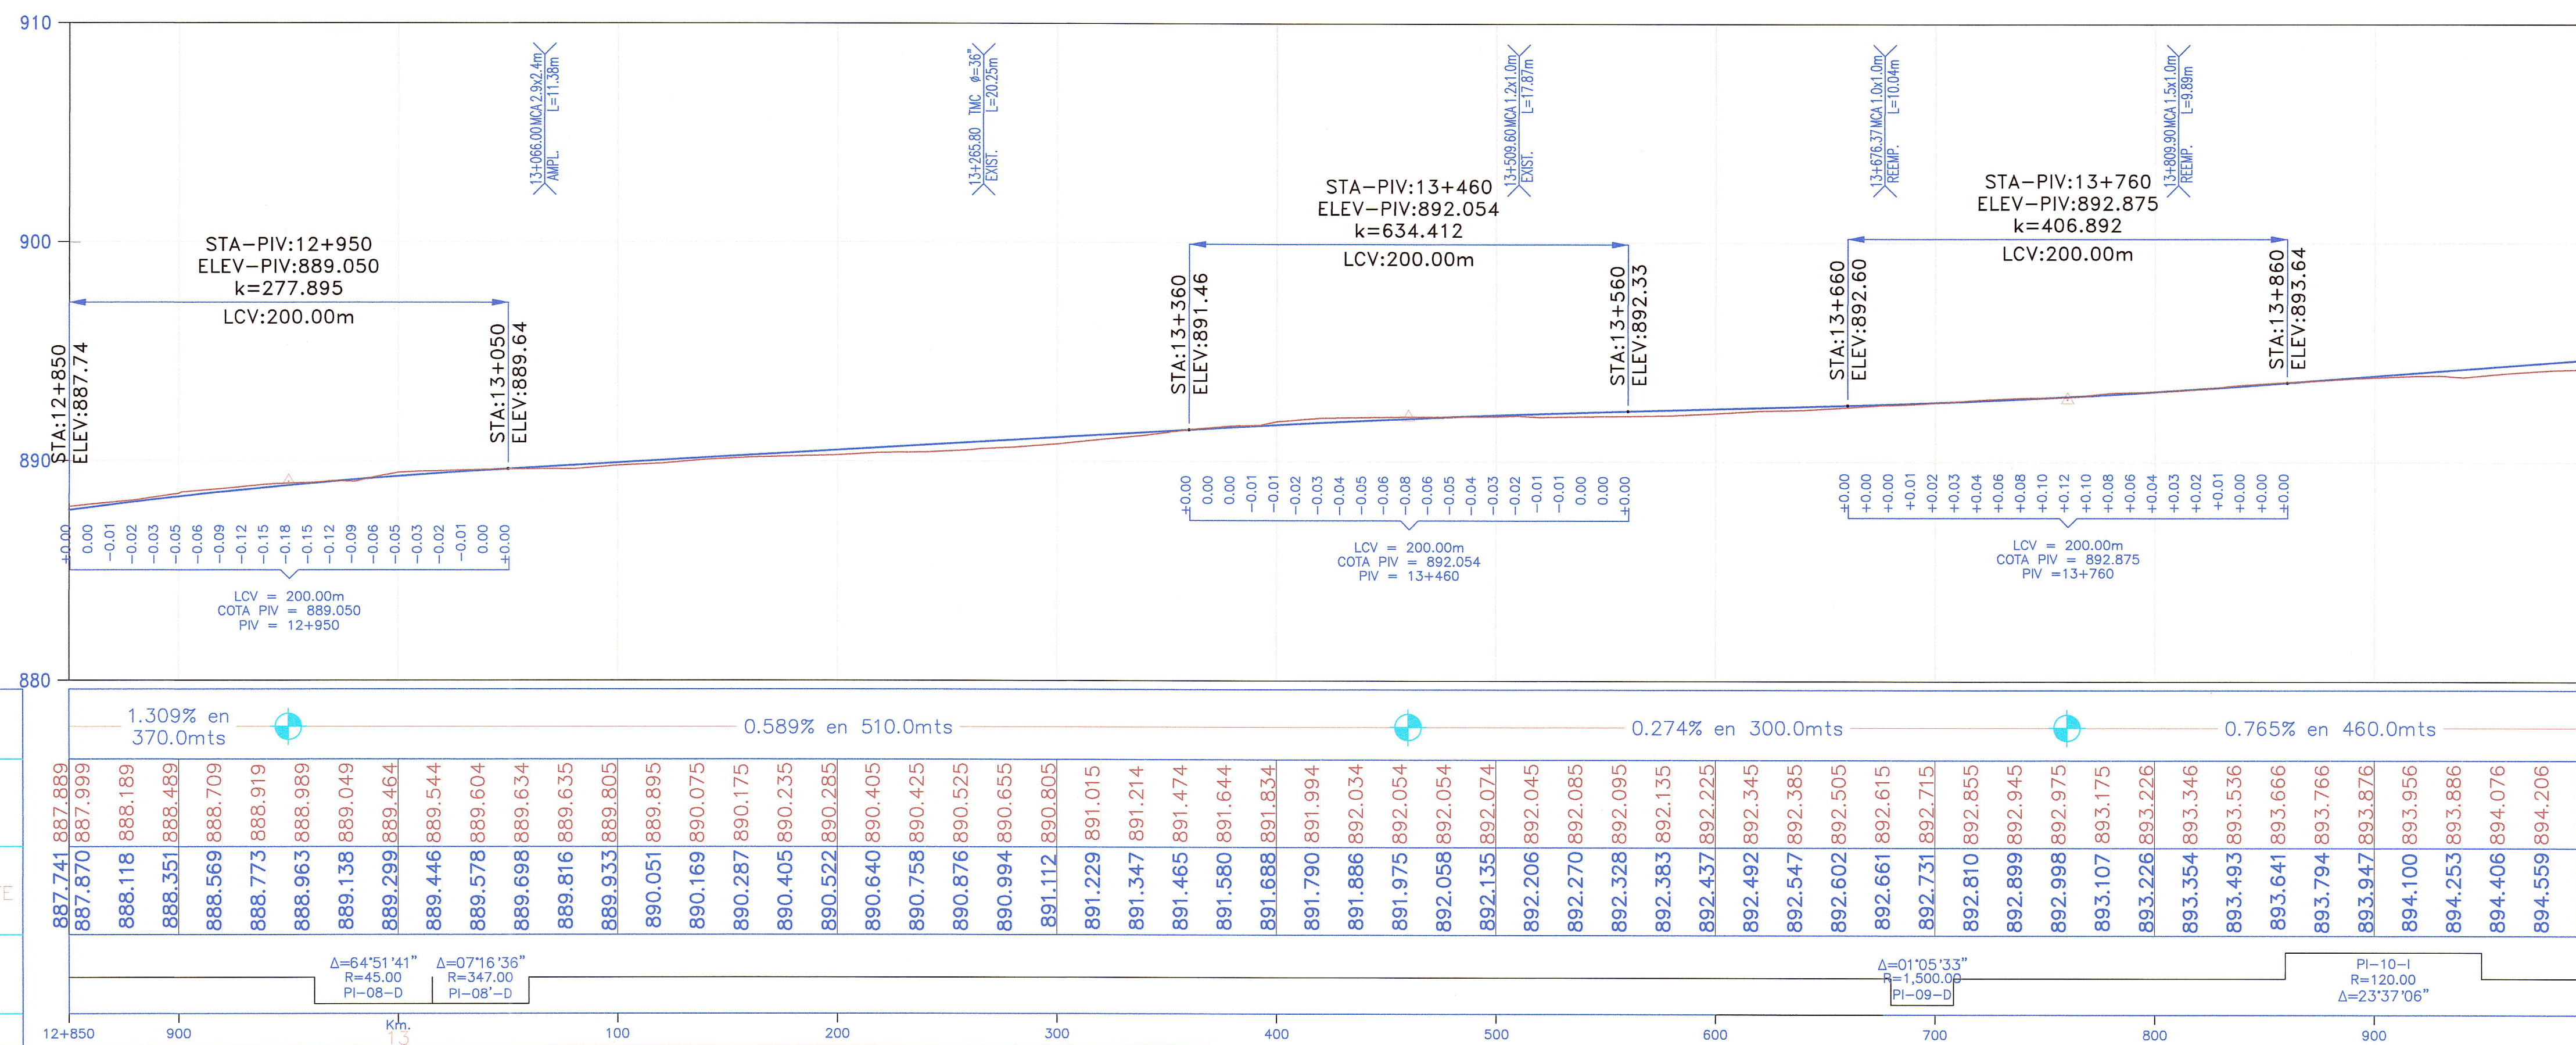 910
900
890
880
13+066.00 MCA 2.9x2.4m
AMPL. L=11.38m
13+265.80 TMC ø=36"
EXIST. L=20.25m
13+509.60 MCA 1.2x1.0m
EXIST. L=17.87m
13+676.37 MCA 1.0x1.0m
REEMP. L=10.04m
13+809.90 MCA 1.5x1.0m
REEMP. L=9.89m
STA-PIV:12+950
ELEV-PIV:889.050
k=277.895
LCV:200.00m
STA:12+850
ELEV:887.74
STA:13+050
ELEV:889.64
STA-PIV:13+460
ELEV-PIV:892.054
k=634.412
LCV:200.00m
STA:13+360
ELEV:891.46
STA:13+560
ELEV:892.33
STA-PIV:13+760
ELEV-PIV:892.875
k=406.892
LCV:200.00m
STA:13+660
ELEV:892.60
STA:13+860
ELEV:893.64
+0.00 0.00 -0.01 -0.02 -0.03 -0.05 -0.06 -0.09 -0.12 -0.15 -0.18 -0.15 -0.12 -0.09 -0.06 -0.05 -0.03 -0.02 -0.01 0.00 +0.00
LCV = 200.00m
COTA PIV = 889.050
PIV = 12+950
+0.00 0.00 0.00 -0.01 -0.01 -0.02 -0.03 -0.04 -0.05 -0.06 -0.08 -0.06 -0.05 -0.04 -0.03 -0.02 -0.01 -0.01 0.00 0.00 +0.00
LCV = 200.00m
COTA PIV = 892.054
PIV = 13+460
+0.00 +0.00 +0.00 +0.01 +0.02 +0.03 +0.04 +0.06 +0.08 +0.10 +0.12 +0.10 +0.08 +0.06 +0.04 +0.03 +0.02 +0.01 +0.00 +0.00 +0.00
LCV = 200.00m
COTA PIV = 892.875
PIV =13+760
1.309% en
370.0mts
0.589% en 510.0mts
0.274% en 300.0mts
0.765% en 460.0mts
887.889 887.999 888.189 888.489 888.709 888.919 888.989 889.049 889.464 889.544 889.604 889.634 889.635 889.805 889.895 890.075 890.175 890.235 890.285 890.405 890.425 890.525 890.655 890.805 891.015 891.214 891.474 891.644 891.834 891.994 892.034 892.054 892.054 892.074 892.045 892.085 892.095 892.135 892.225 892.345 892.385 892.505 892.615 892.715 892.855 892.945 892.975 893.175 893.226 893.346 893.536 893.666 893.766 893.876 893.956 893.886 894.076 894.206
887.741 887.870 888.118 888.351 888.569 888.773 888.963 889.138 889.299 889.446 889.578 889.698 889.816 889.933 890.051 890.169 890.287 890.405 890.522 890.640 890.758 890.876 890.994 891.112 891.229 891.347 891.465 891.580 891.688 891.790 891.886 891.975 892.058 892.135 892.206 892.270 892.328 892.383 892.437 892.492 892.547 892.602 892.661 892.731 892.810 892.899 892.998 893.107 893.226 893.354 893.493 893.641 893.794 893.947 894.100 894.253 894.406 894.559
E
Δ=64°51'41"
R=45.00
PI-08-D
Δ=07°16'36"
R=347.00
PI-08'-D
Δ=01°05'33"
R=1,500.00
PI-09-D
PI-10-I
R=120.00
Δ=23°37'06"
12+850 900 Km. 100 200 300 400 500 600 700 800 900
13